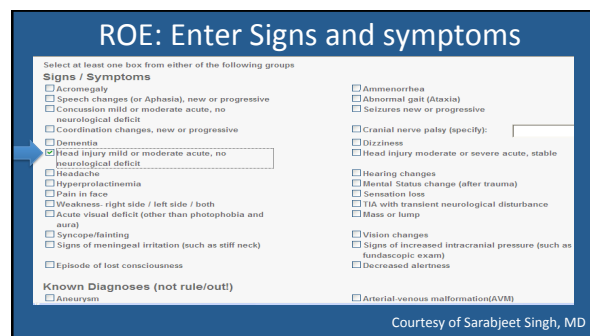 ROE: Enter Signs and symptoms
Select at least one box from either of the following groups
Signs / Symptoms
Acromegaly
Ammenorrhea
Speech changes (or Aphasia), new or progressive
Abnormal gait (Ataxia)
Concussion mild or moderate acute, no
neurological deficit
Seizures new or progressive
Coordination changes, new or progressive
Cranial nerve palsy (specify):
Dementia
Dizziness
Head injury mild or moderate acute, no
neurological deficit
Head injury moderate or severe acute, stable
Headache
Hearing changes
Hyperprolactinemia
Mental Status change (after trauma)
Pain in face
Sensation loss
Weakness- right side / left side / both
TIA with transient neurological disturbance
Acute visual deficit (other than photophobia and
aura)
Mass or lump
Syncope/fainting
Vision changes
Signs of meningeal irritation (such as stiff neck)
Signs of increased intracranial pressure (such as
fundascopic exam)
Episode of lost consciousness
Decreased alertness
Known Diagnoses (not rule/out!)
Aneurysm
Arterial-venous malformation(AVM)
Courtesy of Sarabjeet Singh, MD